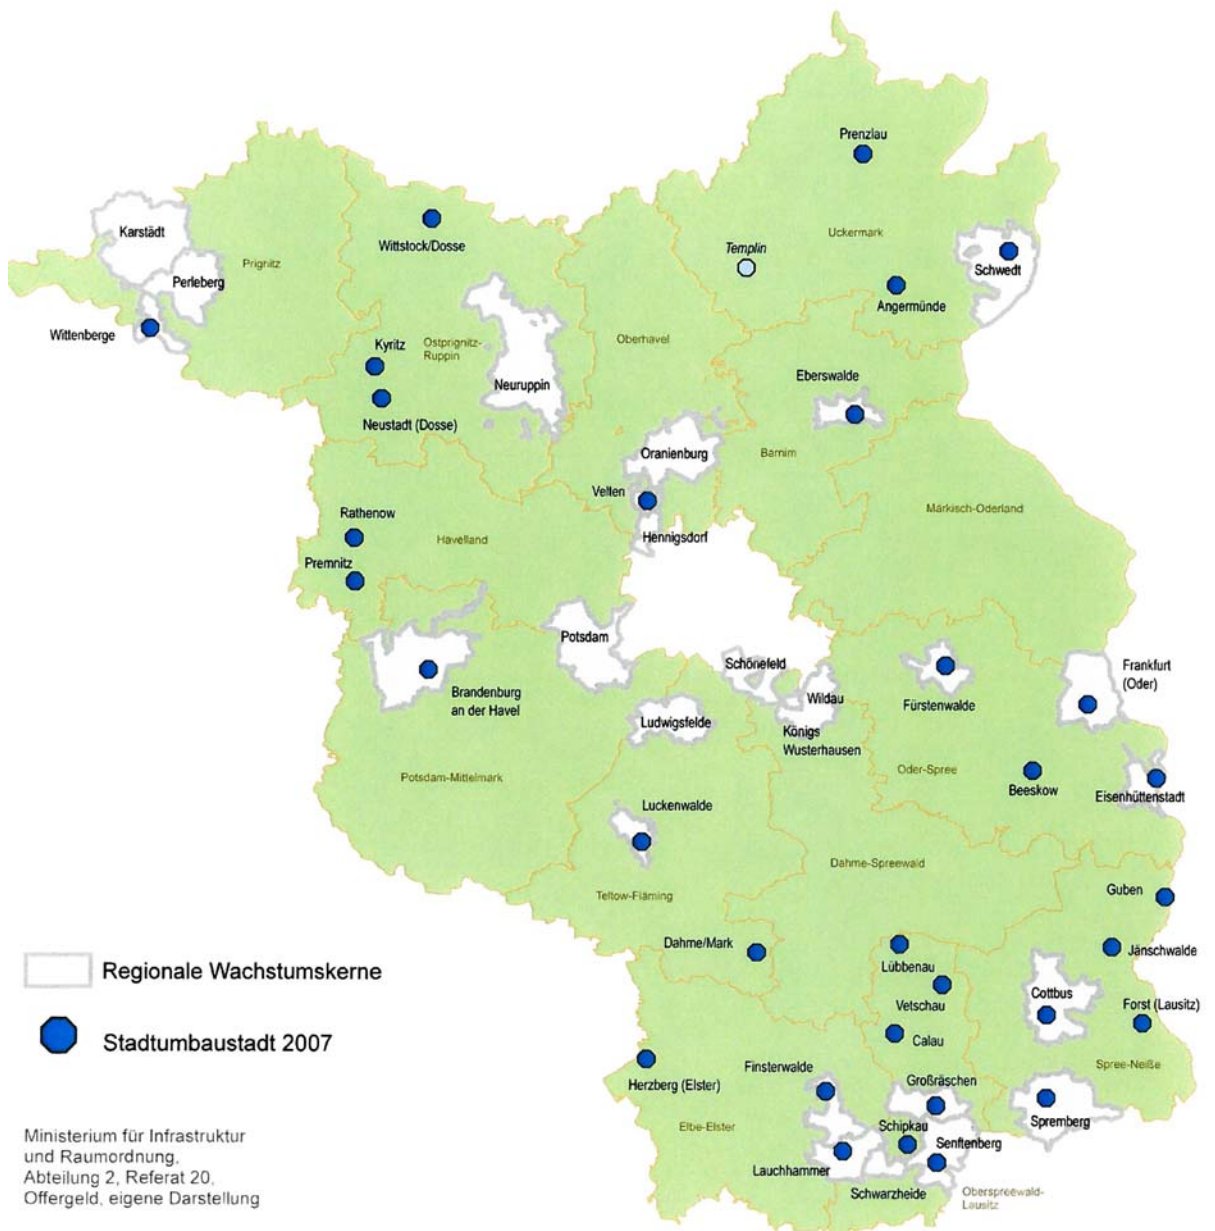 Prenzlau
Karstädt
Wittstock/Dosse
Templin
Uckermark
Schwedt
Prignitz
Perleberg
Angermünde
Wittenberge
Kyritz
Ostprignitz-
Ruppin
Oberhavel
Neuruppin
Eberswalde
Neustadt (Dosse)
Oranienburg
Barnim
Velten
Märkisch-Oderland
Rathenow
Havelland
Hennigsdorf
Premnitz
Potsdam
Schönefeld
Frankfurt
(Oder)
Brandenburg
an der Havel
Wildau
Fürstenwalde
Ludwigsfelde
Königs
Wusterhausen
Potsdam-Mittelmark
Oder-Spree
Beeskow
Eisenhüttenstadt
Luckenwalde
Dahme-Spreewald
Teltow-Fläming
Guben
Dahme/Mark
Jänschwalde
Lübbenau
Regionale Wachstumskerne
Cottbus
Vetschau
Forst (Lausitz)
Stadtumbaustadt 2007
Calau
Finsterwalde
Spree-Neiße
Großräschen
Herzberg (Elster)
Spremberg
Elbe-Elster
Schipkau
Senftenberg
Lauchhammer
Schwarzheide
Oberspreewald-
Lausitz
Ministerium für Infrastruktur
und Raumordnung,
Abteilung 2, Referat 20,
Offergeld, eigene Darstellung